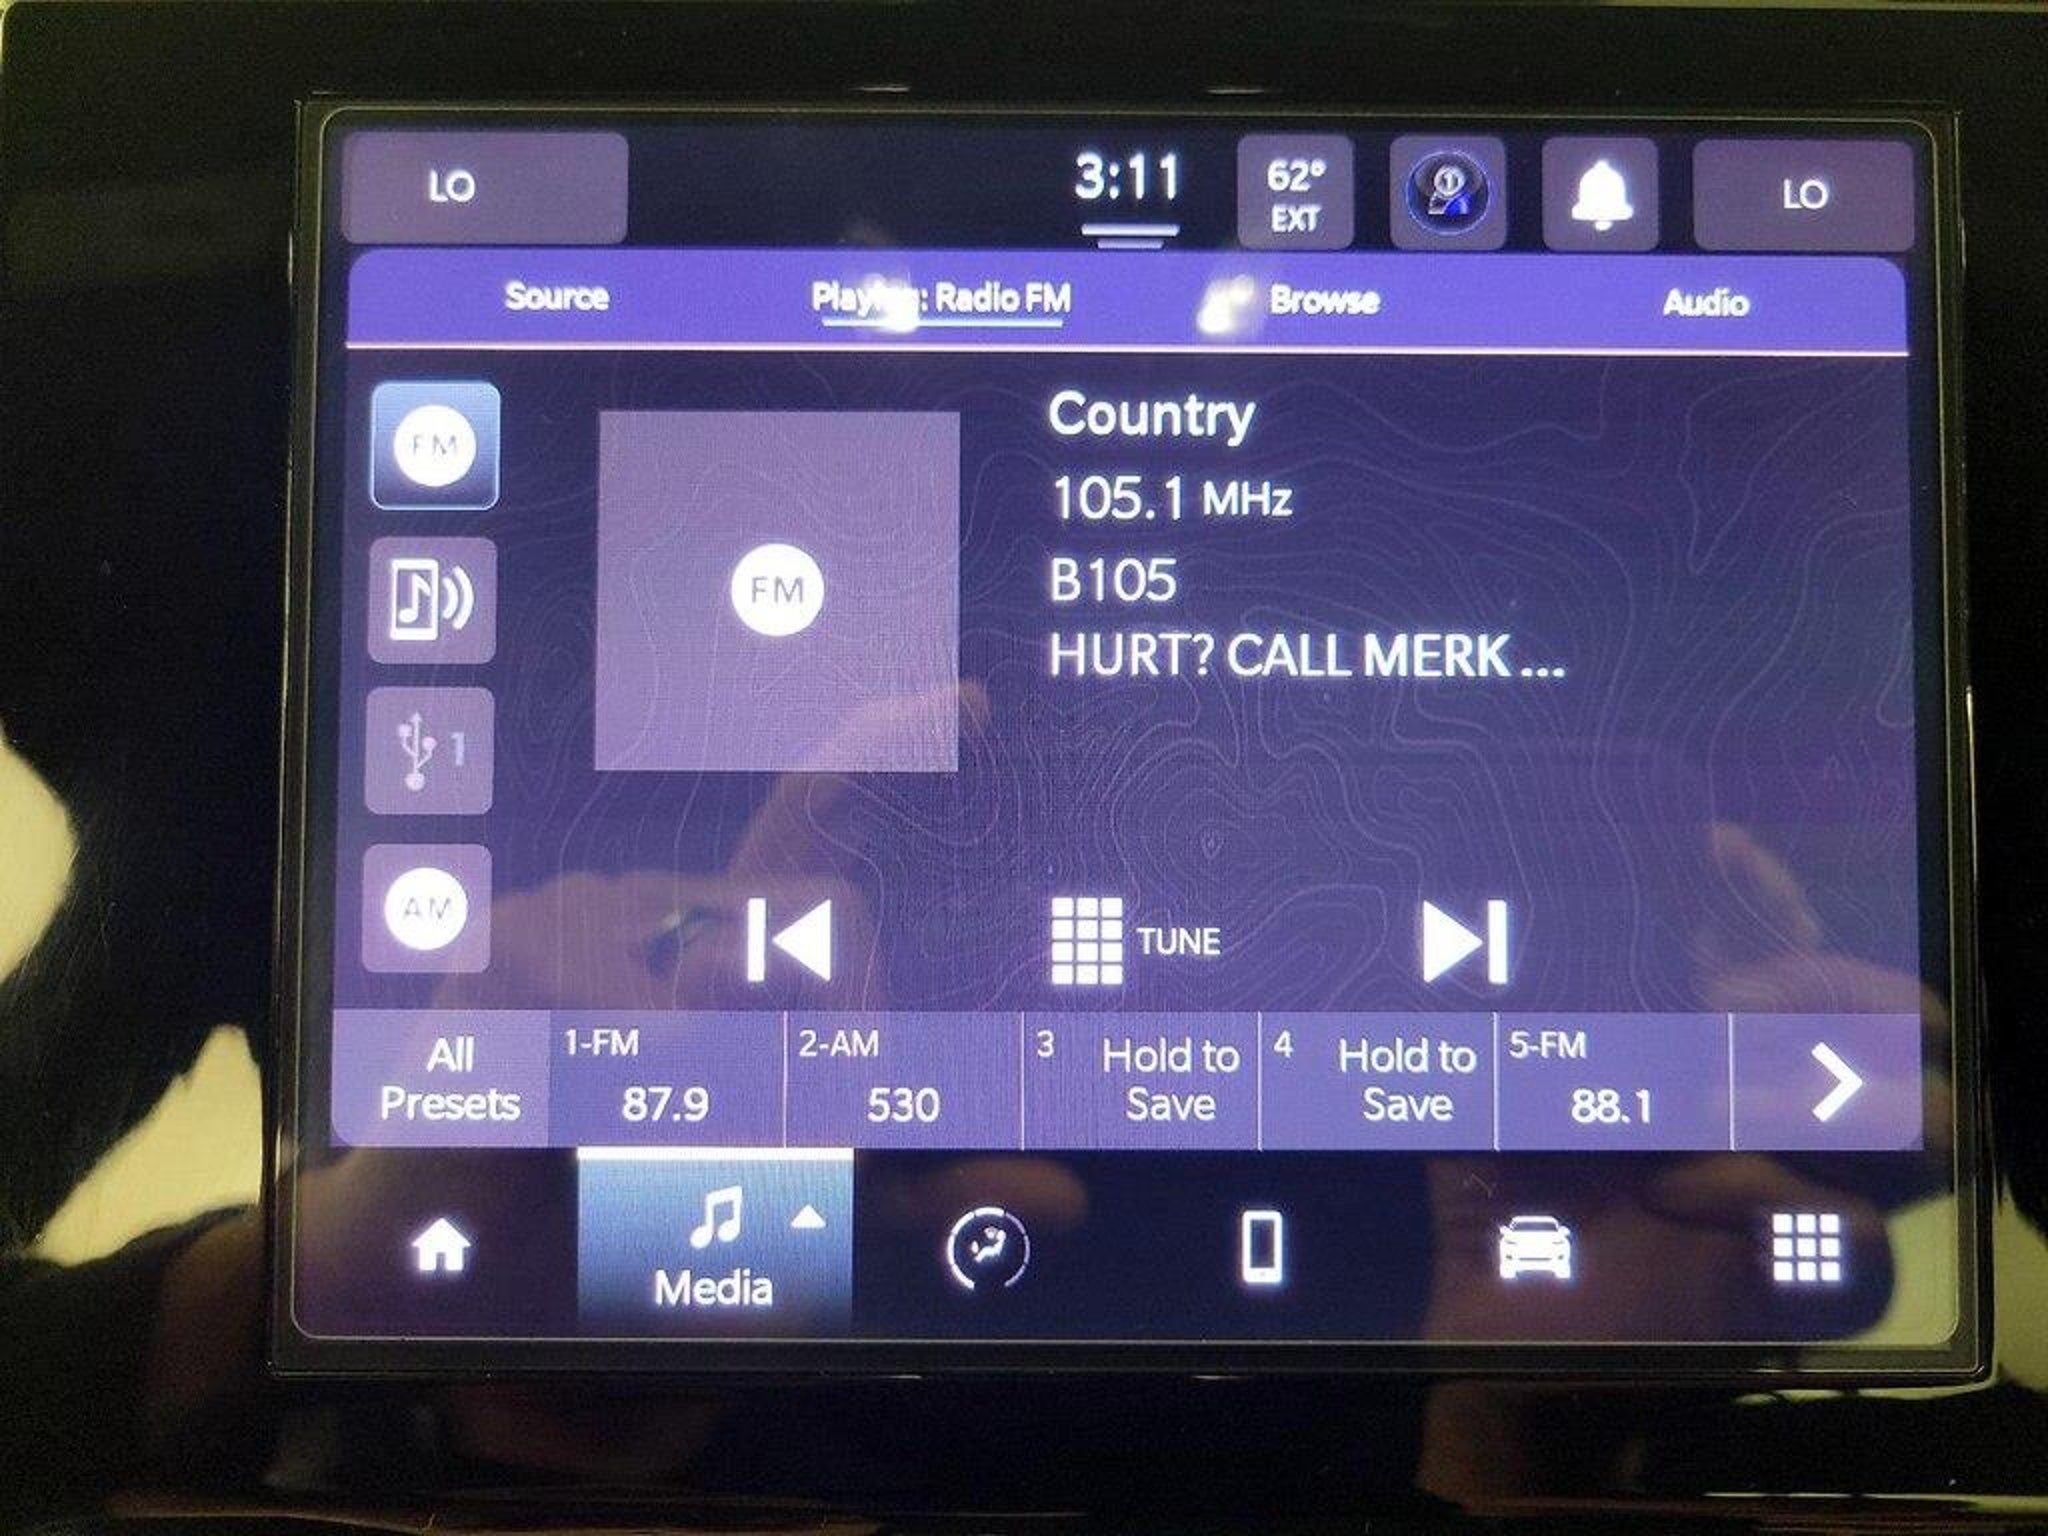 LO
3:11
62°
EXT
1
LO
Source
Playing: Radio FM
Browse
Audio
FM
1
AM
FM
Country
105.1 MHz
B105
HURT? CALL MERK ...
TUNE
All
Presets
1-FM
87.9
2-AM
530
3
Hold to
Save
4
Hold to
Save
5-FM
88.1
Media